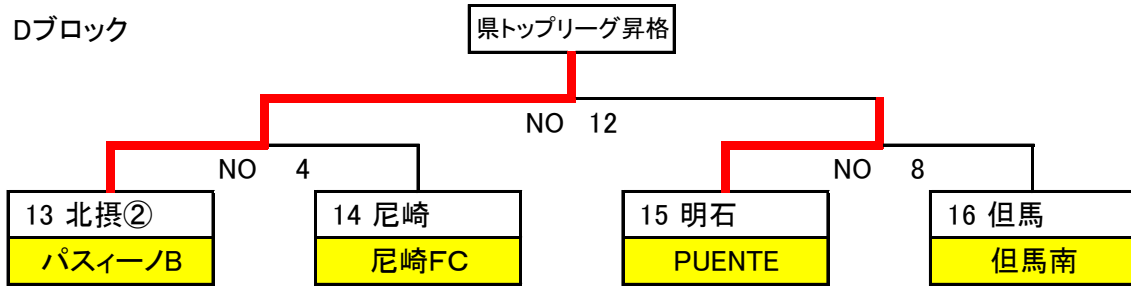 Dブロック
県トップリーグ昇格
NO 12
NO 4
NO 8
13 北摂②
14 尼崎
15 明石
16 但馬
パスィーノB
尼崎FC
PUENTE
但馬南